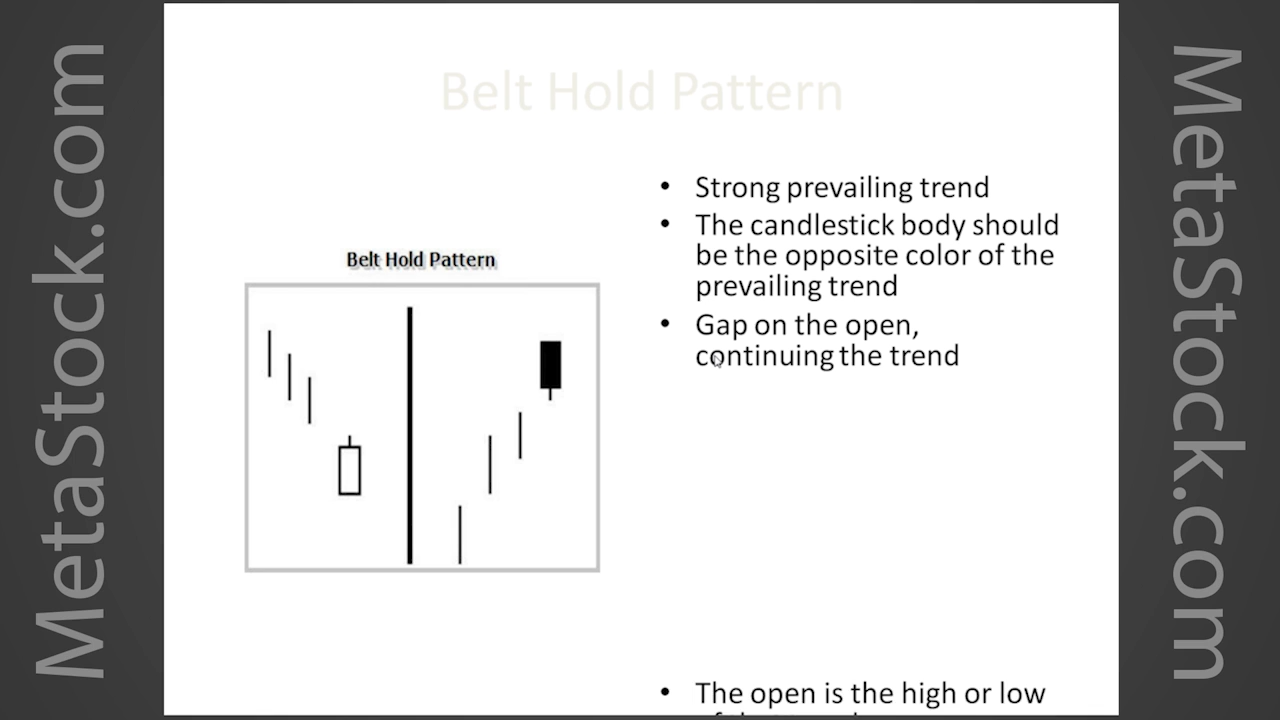 MetaStock.com
Belt Hold Pattern
Belt Hold Pattern
• Strong prevailing trend
• The candlestick body should
be the opposite color of the
prevailing trend
• Gap on the open,
continuing the trend
• The open is the high or low
MetaStock.com